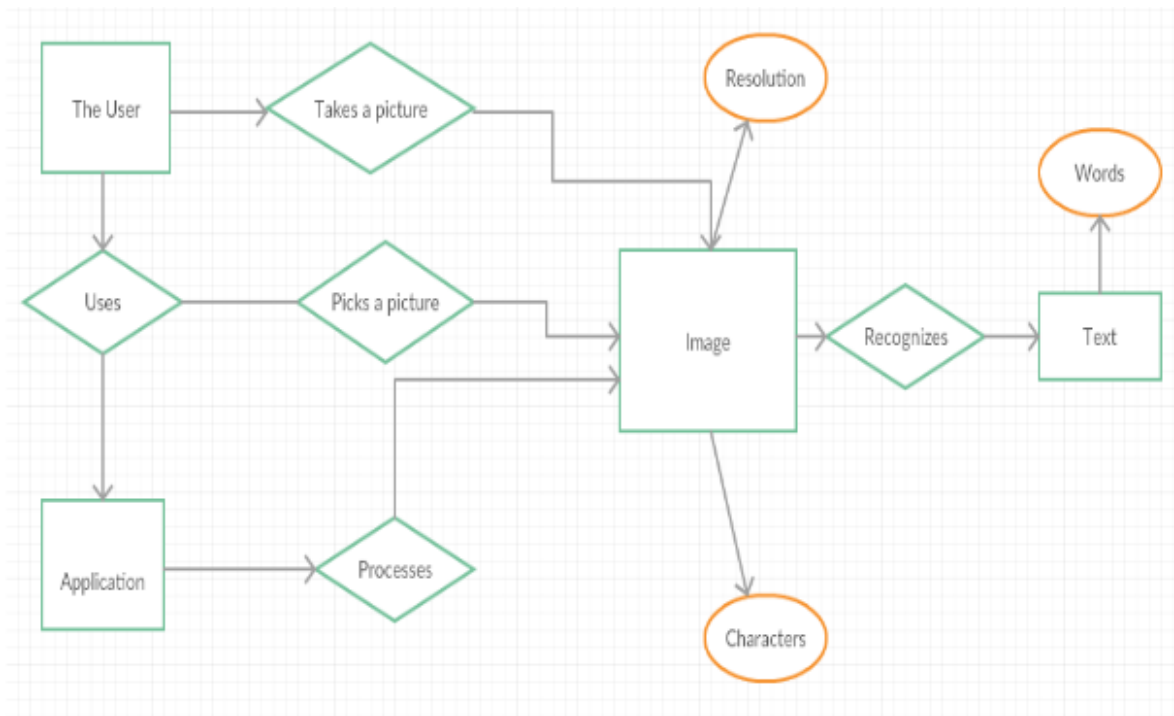 Resolution
The User
Takes a picture
Words
Uses
Picks a picture
Image
Recognizes
Text
Application
Processes
Characters